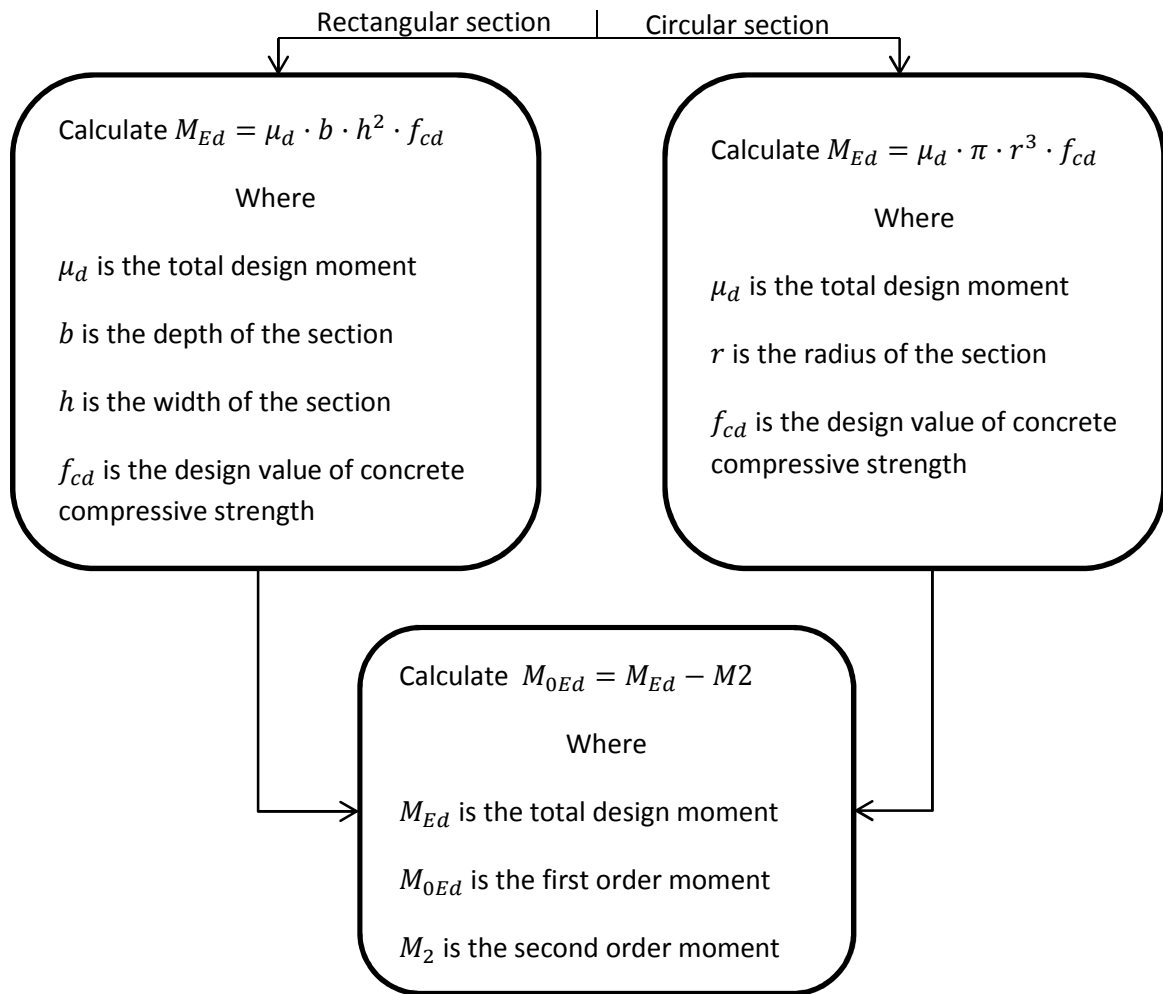 Rectangular section
Circular section
Calculate $M_{Ed} = \mu_d \cdot b \cdot h^2 \cdot f_{cd}$
Where
$\mu_d$ is the total design moment
$b$ is the depth of the section
$h$ is the width of the section
$f_{cd}$ is the design value of concrete
compressive strength
Calculate $M_{Ed} = \mu_d \cdot \pi \cdot r^3 \cdot f_{cd}$
Where
$\mu_d$ is the total design moment
$r$ is the radius of the section
$f_{cd}$ is the design value of concrete
compressive strength
Calculate $M_{0Ed} = M_{Ed} - M2$
Where
$M_{Ed}$ is the total design moment
$M_{0Ed}$ is the first order moment
$M_2$ is the second order moment